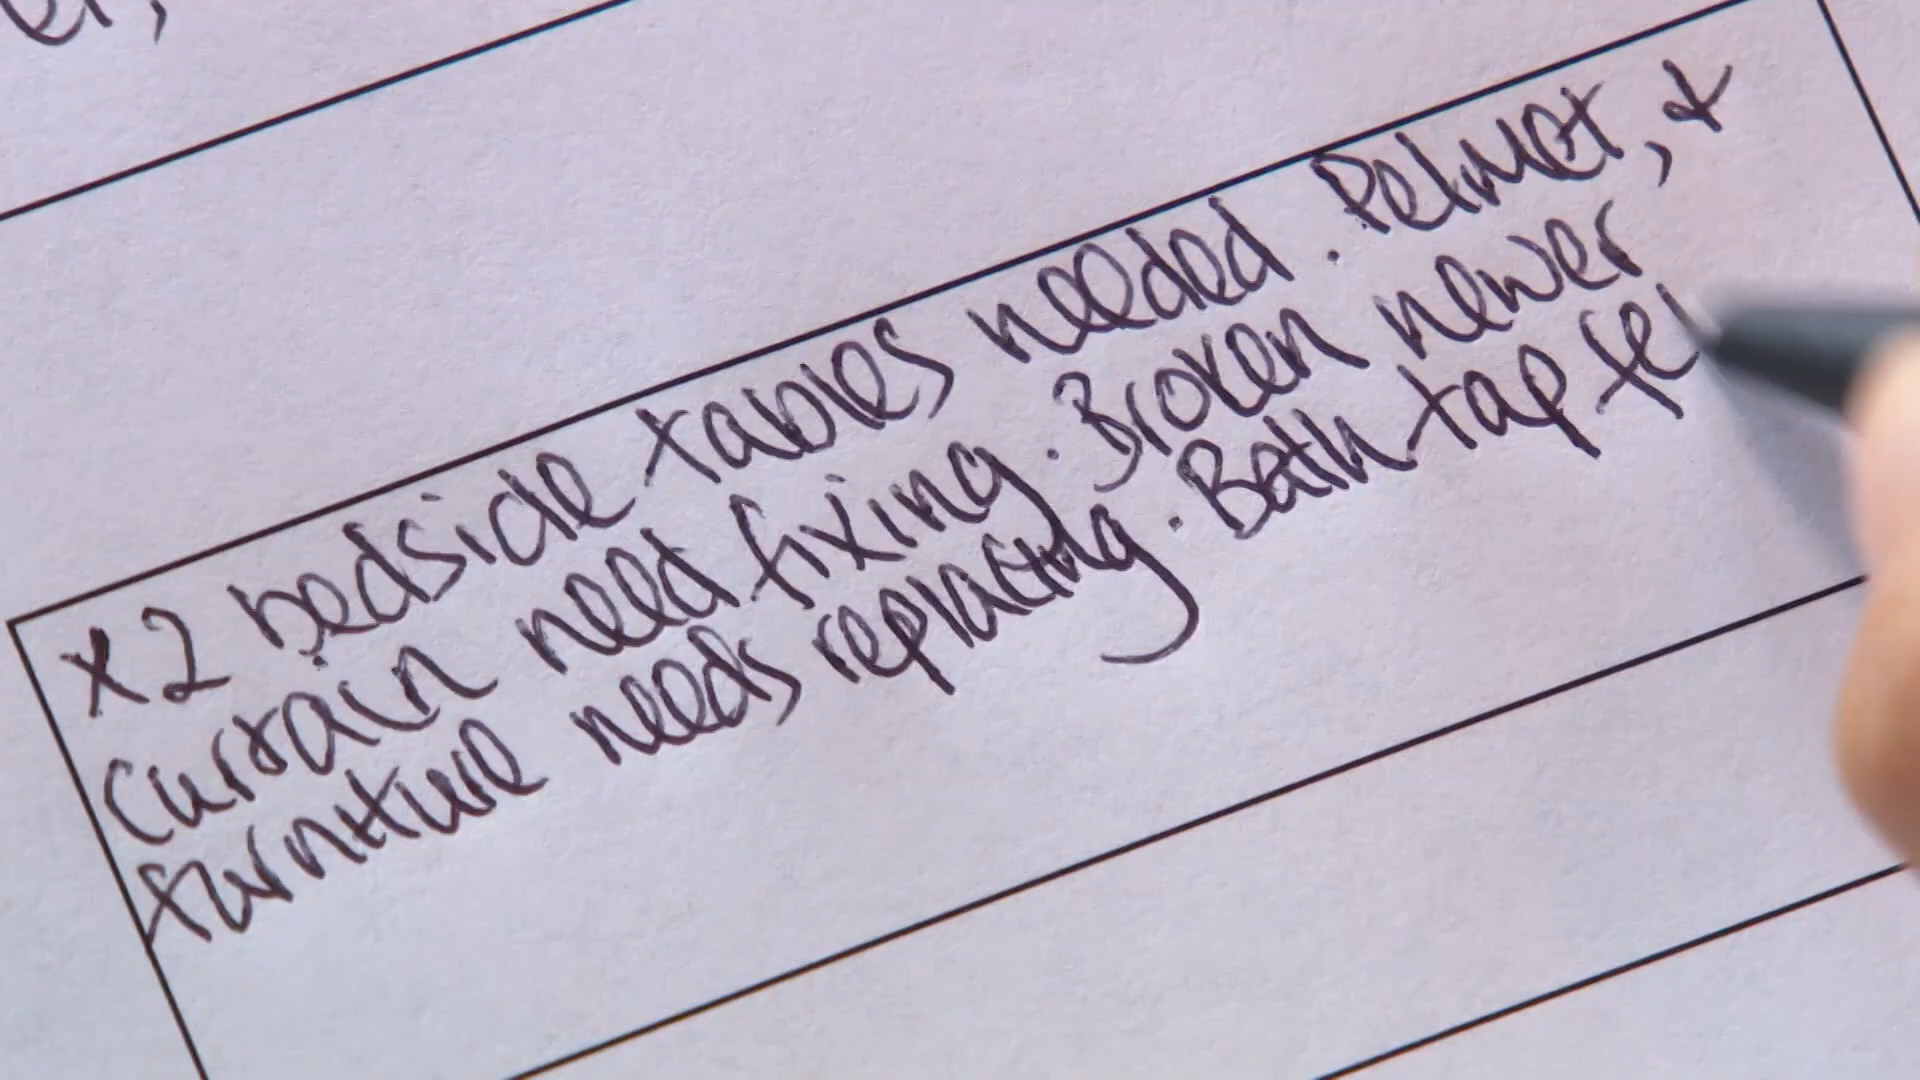 x2 bedside tables needed. Pelmet, &
curtain need fixing. Broken newer
furniture needs replacing. Bath tap